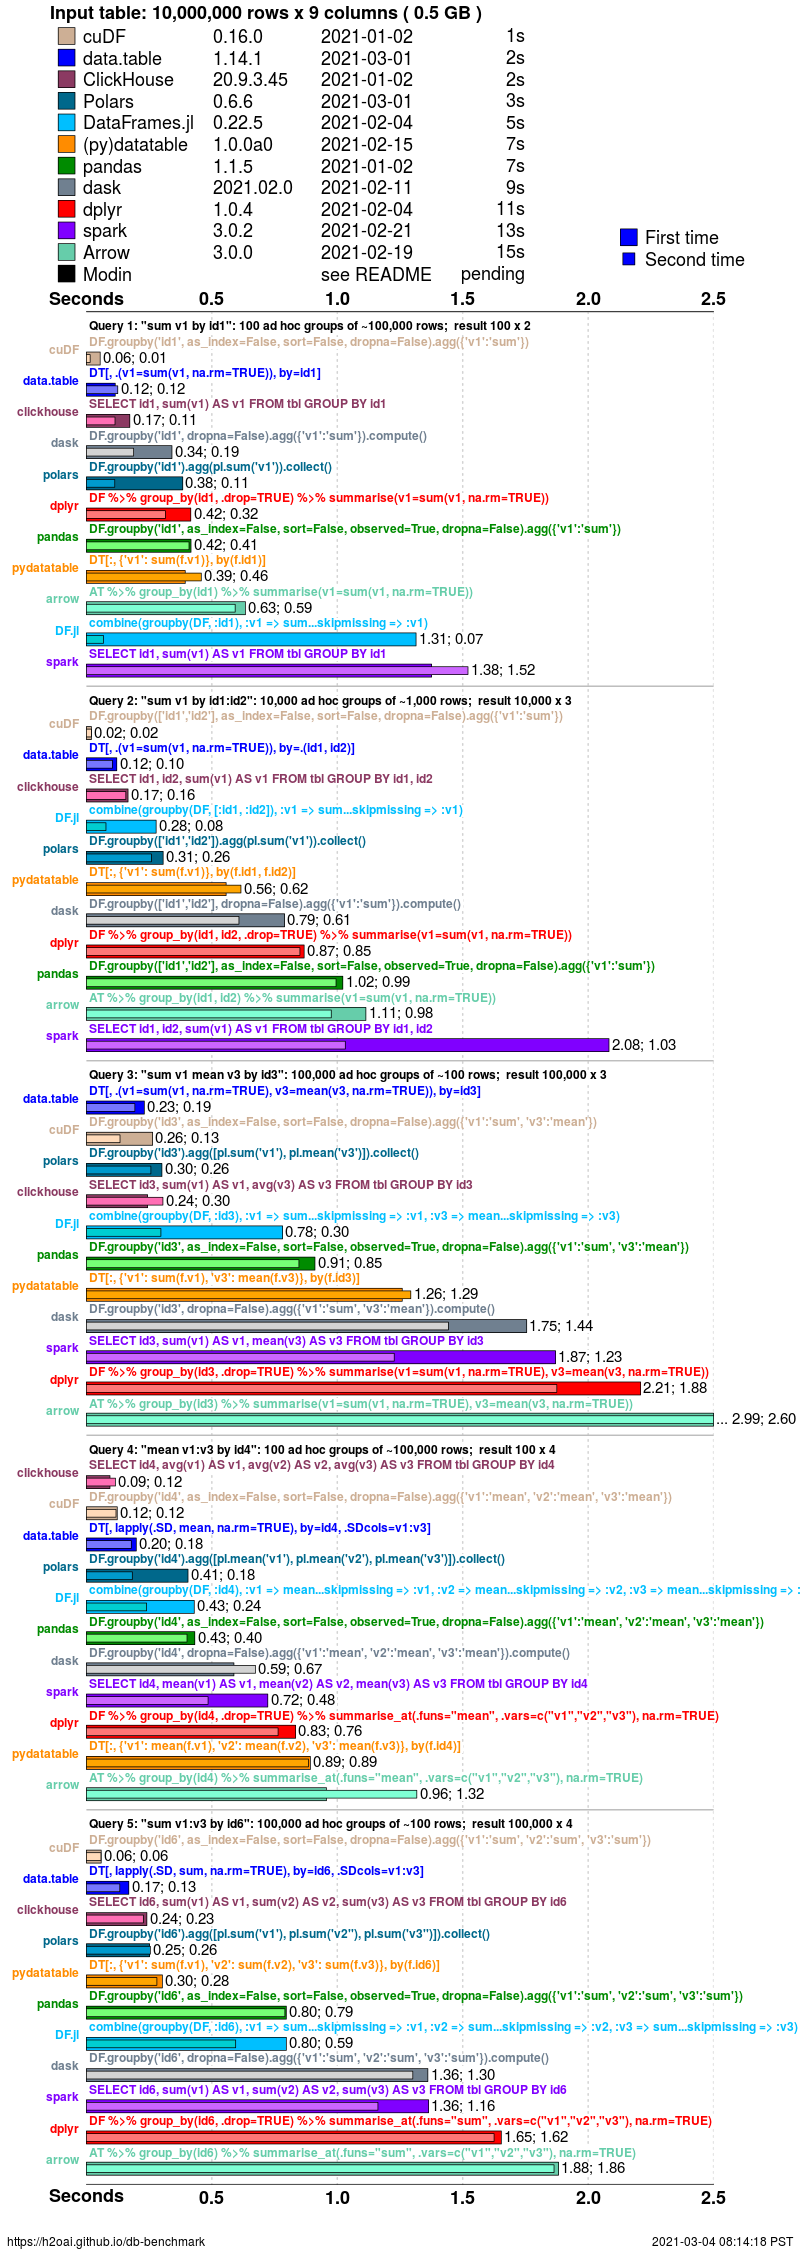 Input table: 10,000,000 rows x 9 columns ( 0.5 GB )
cuDF 0.16.0 2021-01-02 1s
data.table 1.14.1 2021-03-01 2s
ClickHouse 20.9.3.45 2021-01-02 2s
Polars 0.6.6 2021-03-01 3s
DataFrames.jl 0.22.5 2021-02-04 5s
(py)datatable 1.0.0a0 2021-02-15 7s
pandas 1.1.5 2021-01-02 7s
dask 2021.02.0 2021-02-11 9s
dplyr 1.0.4 2021-02-04 11s
spark 3.0.2 2021-02-21 13s
Arrow 3.0.0 2021-02-19 15s
Modin see README pending
First time
Second time
Seconds 0.5 1.0 1.5 2.0 2.5
Query 1: "sum v1 by id1": 100 ad hoc groups of ~100,000 rows; result 100 x 2
DF.groupby('id1', as_index=False, sort=False, dropna=False).agg({'v1':'sum'})
cuDF 0.06; 0.01
DT[, .(v1=sum(v1, na.rm=TRUE)), by=id1]
data.table 0.12; 0.12
SELECT id1, sum(v1) AS v1 FROM tbl GROUP BY id1
clickhouse 0.17; 0.11
DF.groupby('id1', dropna=False).agg({'v1':'sum'}).compute()
dask 0.34; 0.19
DF.groupby('id1').agg(pl.sum('v1')).collect()
polars 0.38; 0.11
DF %>% group_by(id1, .drop=TRUE) %>% summarise(v1=sum(v1, na.rm=TRUE))
dplyr 0.42; 0.32
DF.groupby('id1', as_index=False, sort=False, observed=True, dropna=False).agg({'v1':'sum'})
pandas 0.42; 0.41
DT[:, {'v1': sum(f.v1)}, by(f.id1)]
pydatatable 0.39; 0.46
AT %>% group_by(id1) %>% summarise(v1=sum(v1, na.rm=TRUE))
arrow 0.63; 0.59
combine(groupby(DF, :id1), :v1 => sum...skipmissing => :v1)
DF.jl 1.31; 0.07
SELECT id1, sum(v1) AS v1 FROM tbl GROUP BY id1
spark 1.38; 1.52
Query 2: "sum v1 by id1:id2": 10,000 ad hoc groups of ~1,000 rows; result 10,000 x 3
DF.groupby(['id1','id2'], as_index=False, sort=False, dropna=False).agg({'v1':'sum'})
cuDF 0.02; 0.02
DT[, .(v1=sum(v1, na.rm=TRUE)), by=.(id1, id2)]
data.table 0.12; 0.10
SELECT id1, id2, sum(v1) AS v1 FROM tbl GROUP BY id1, id2
clickhouse 0.17; 0.16
combine(groupby(DF, [:id1, :id2]), :v1 => sum...skipmissing => :v1)
DF.jl 0.28; 0.08
DF.groupby(['id1','id2']).agg(pl.sum('v1')).collect()
polars 0.31; 0.26
DT[:, {'v1': sum(f.v1)}, by(f.id1, f.id2)]
pydatatable 0.56; 0.62
DF.groupby(['id1','id2'], dropna=False).agg({'v1':'sum'}).compute()
dask 0.79; 0.61
DF %>% group_by(id1, id2, .drop=TRUE) %>% summarise(v1=sum(v1, na.rm=TRUE))
dplyr 0.87; 0.85
DF.groupby(['id1','id2'], as_index=False, sort=False, observed=True, dropna=False).agg({'v1':'sum'})
pandas 1.02; 0.99
AT %>% group_by(id1, id2) %>% summarise(v1=sum(v1, na.rm=TRUE))
arrow 1.11; 0.98
SELECT id1, id2, sum(v1) AS v1 FROM tbl GROUP BY id1, id2
spark 2.08; 1.03
Query 3: "sum v1 mean v3 by id3": 100,000 ad hoc groups of ~100 rows; result 100,000 x 3
DT[, .(v1=sum(v1, na.rm=TRUE), v3=mean(v3, na.rm=TRUE)), by=id3]
data.table 0.23; 0.19
DF.groupby('id3', as_index=False, sort=False, dropna=False).agg({'v1':'sum', 'v3':'mean'})
cuDF 0.26; 0.13
DF.groupby('id3').agg([pl.sum('v1'), pl.mean('v3')]).collect()
polars 0.30; 0.26
SELECT id3, sum(v1) AS v1, avg(v3) AS v3 FROM tbl GROUP BY id3
clickhouse 0.24; 0.30
combine(groupby(DF, :id3), :v1 => sum...skipmissing => :v1, :v3 => mean...skipmissing => :v3)
DF.jl 0.78; 0.30
DF.groupby('id3', as_index=False, sort=False, observed=True, dropna=False).agg({'v1':'sum', 'v3':'mean'})
pandas 0.91; 0.85
DT[:, {'v1': sum(f.v1), 'v3': mean(f.v3)}, by(f.id3)]
pydatatable 1.26; 1.29
DF.groupby('id3', dropna=False).agg({'v1':'sum', 'v3':'mean'}).compute()
dask 1.75; 1.44
SELECT id3, sum(v1) AS v1, mean(v3) AS v3 FROM tbl GROUP BY id3
spark 1.87; 1.23
DF %>% group_by(id3, .drop=TRUE) %>% summarise(v1=sum(v1, na.rm=TRUE), v3=mean(v3, na.rm=TRUE))
dplyr 2.21; 1.88
AT %>% group_by(id3) %>% summarise(v1=sum(v1, na.rm=TRUE), v3=mean(v3, na.rm=TRUE))
arrow ... 2.99; 2.60
Query 4: "mean v1:v3 by id4": 100 ad hoc groups of ~100,000 rows; result 100 x 4
SELECT id4, avg(v1) AS v1, avg(v2) AS v2, avg(v3) AS v3 FROM tbl GROUP BY id4
clickhouse 0.09; 0.12
DF.groupby('id4', as_index=False, sort=False, dropna=False).agg({'v1':'mean', 'v2':'mean', 'v3':'mean'})
cuDF 0.12; 0.12
DT[, lapply(.SD, mean, na.rm=TRUE), by=id4, .SDcols=v1:v3]
data.table 0.20; 0.18
DF.groupby('id4').agg([pl.mean('v1'), pl.mean('v2'), pl.mean('v3')]).collect()
polars 0.41; 0.18
combine(groupby(DF, :id4), :v1 => mean...skipmissing => :v1, :v2 => mean...skipmissing => :v2, :v3 => mean...skipmissing => :
DF.jl 0.43; 0.24
DF.groupby('id4', as_index=False, sort=False, observed=True, dropna=False).agg({'v1':'mean', 'v2':'mean', 'v3':'mean'})
pandas 0.43; 0.40
DF.groupby('id4', dropna=False).agg({'v1':'mean', 'v2':'mean', 'v3':'mean'}).compute()
dask 0.59; 0.67
SELECT id4, mean(v1) AS v1, mean(v2) AS v2, mean(v3) AS v3 FROM tbl GROUP BY id4
spark 0.72; 0.48
DF %>% group_by(id4, .drop=TRUE) %>% summarise_at(.funs="mean", .vars=c("v1","v2","v3"), na.rm=TRUE)
dplyr 0.83; 0.76
DT[:, {'v1': mean(f.v1), 'v2': mean(f.v2), 'v3': mean(f.v3)}, by(f.id4)]
pydatatable 0.89; 0.89
AT %>% group_by(id4) %>% summarise_at(.funs="mean", .vars=c("v1","v2","v3"), na.rm=TRUE)
arrow 0.96; 1.32
Query 5: "sum v1:v3 by id6": 100,000 ad hoc groups of ~100 rows; result 100,000 x 4
DF.groupby('id6', as_index=False, sort=False, dropna=False).agg({'v1':'sum', 'v2':'sum', 'v3':'sum'})
cuDF 0.06; 0.06
DT[, lapply(.SD, sum, na.rm=TRUE), by=id6, .SDcols=v1:v3]
data.table 0.17; 0.13
SELECT id6, sum(v1) AS v1, sum(v2) AS v2, sum(v3) AS v3 FROM tbl GROUP BY id6
clickhouse 0.24; 0.23
DF.groupby('id6').agg([pl.sum('v1'), pl.sum('v2''), pl.sum('v3'')]).collect()
polars 0.25; 0.26
DT[:, {'v1': sum(f.v1), 'v2': sum(f.v2), 'v3': sum(f.v3)}, by(f.id6)]
pydatatable 0.30; 0.28
DF.groupby('id6', as_index=False, sort=False, observed=True, dropna=False).agg({'v1':'sum', 'v2':'sum', 'v3':'sum'})
pandas 0.80; 0.79
combine(groupby(DF, :id6), :v1 => sum...skipmissing => :v1, :v2 => sum...skipmissing => :v2, :v3 => sum...skipmissing => :v3)
DF.jl 0.80; 0.59
DF.groupby('id6', dropna=False).agg({'v1':'sum', 'v2':'sum', 'v3':'sum'}).compute()
dask 1.36; 1.30
SELECT id6, sum(v1) AS v1, sum(v2) AS v2, sum(v3) AS v3 FROM tbl GROUP BY id6
spark 1.36; 1.16
DF %>% group_by(id6, .drop=TRUE) %>% summarise_at(.funs="sum", .vars=c("v1","v2","v3"), na.rm=TRUE)
dplyr 1.65; 1.62
AT %>% group_by(id6) %>% summarise_at(.funs="sum", .vars=c("v1","v2","v3"), na.rm=TRUE)
arrow 1.88; 1.86
Seconds 0.5 1.0 1.5 2.0 2.5
https://h2oai.github.io/db-benchmark 2021-03-04 08:14:18 PST